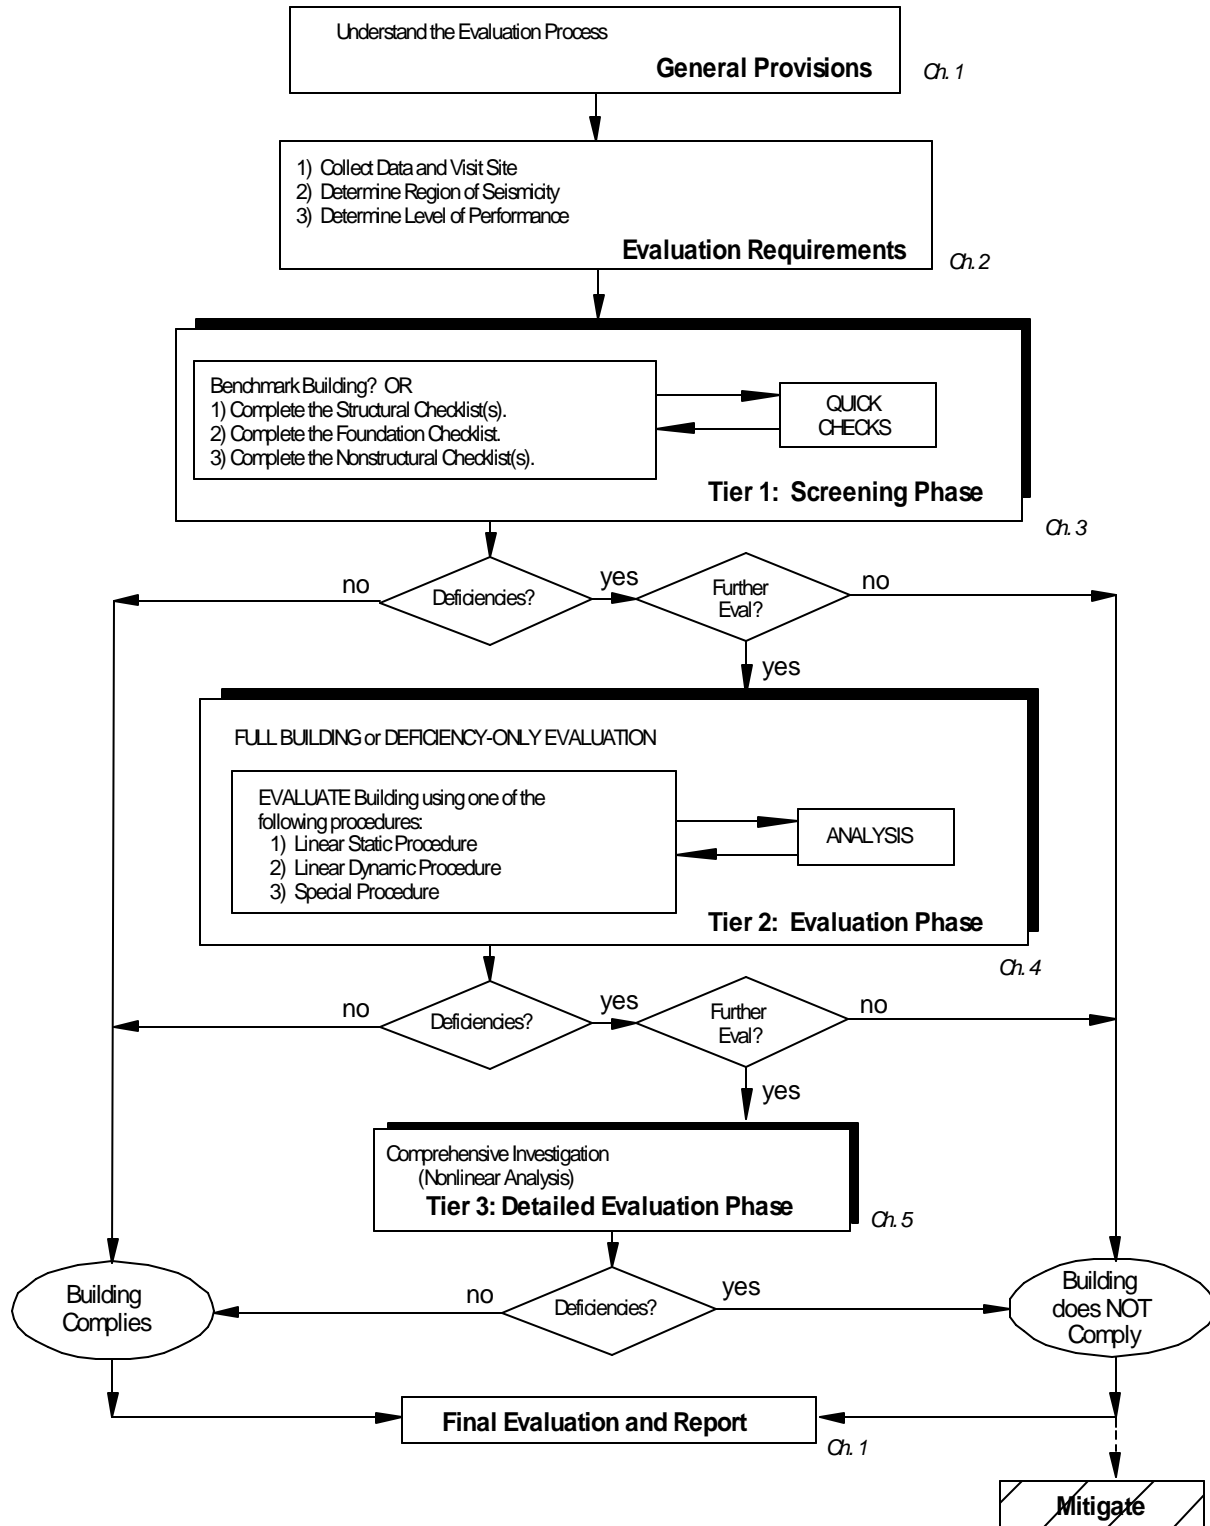 Understand the Evaluation Process
General Provisions
Ch. 1
1) Collect Data and Visit Site
2) Determine Region of Seismicity
3) Determine Level of Performance
Evaluation Requirements
Ch. 2
Benchmark Building? OR
1) Complete the Structural Checklist(s).
2) Complete the Foundation Checklist.
3) Complete the Nonstructural Checklist(s).
QUICK
CHECKS
Tier 1: Screening Phase
Ch. 3
no
Deficiencies?
yes
Further
Eval?
no
yes
FULL BUILDING or DEFICIENCY-ONLY EVALUATION
EVALUATE Building using one of the
following procedures:
1) Linear Static Procedure
2) Linear Dynamic Procedure
3) Special Procedure
ANALYSIS
Tier 2: Evaluation Phase
Ch. 4
no
Deficiencies?
yes
Further
Eval?
no
yes
Comprehensive Investigation
(Nonlinear Analysis)
Tier 3: Detailed Evaluation Phase
Ch. 5
Building
Complies
no
Deficiencies?
yes
Building
does NOT
Comply
Final Evaluation and Report
Ch. 1
Mitigate